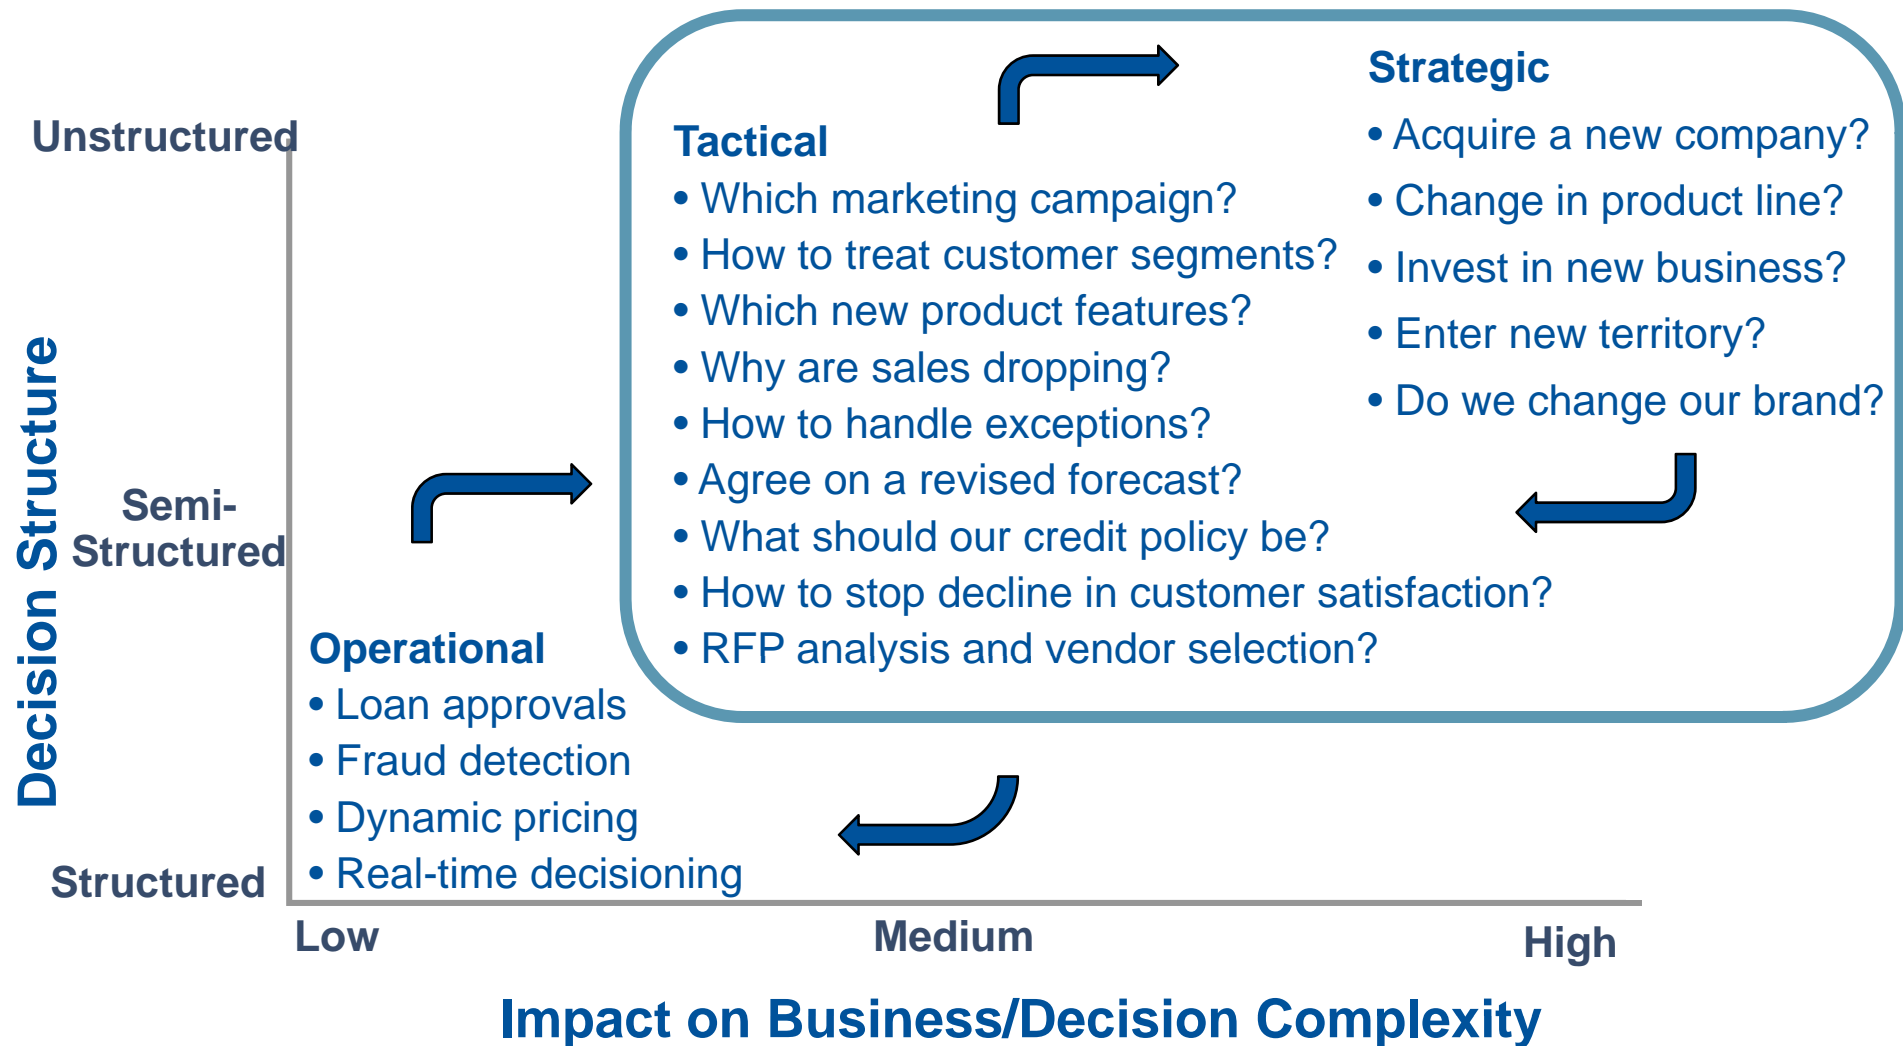 Decision Structure
Unstructured
Semi-
Structured
Structured
Operational
• Loan approvals
• Fraud detection
• Dynamic pricing
• Real-time decisioning
Tactical
• Which marketing campaign?
• How to treat customer segments?
• Which new product features?
• Why are sales dropping?
• How to handle exceptions?
• Agree on a revised forecast?
• What should our credit policy be?
• How to stop decline in customer satisfaction?
• RFP analysis and vendor selection?
Strategic
• Acquire a new company?
• Change in product line?
• Invest in new business?
• Enter new territory?
• Do we change our brand?
Low
Medium
High
Impact on Business/Decision Complexity